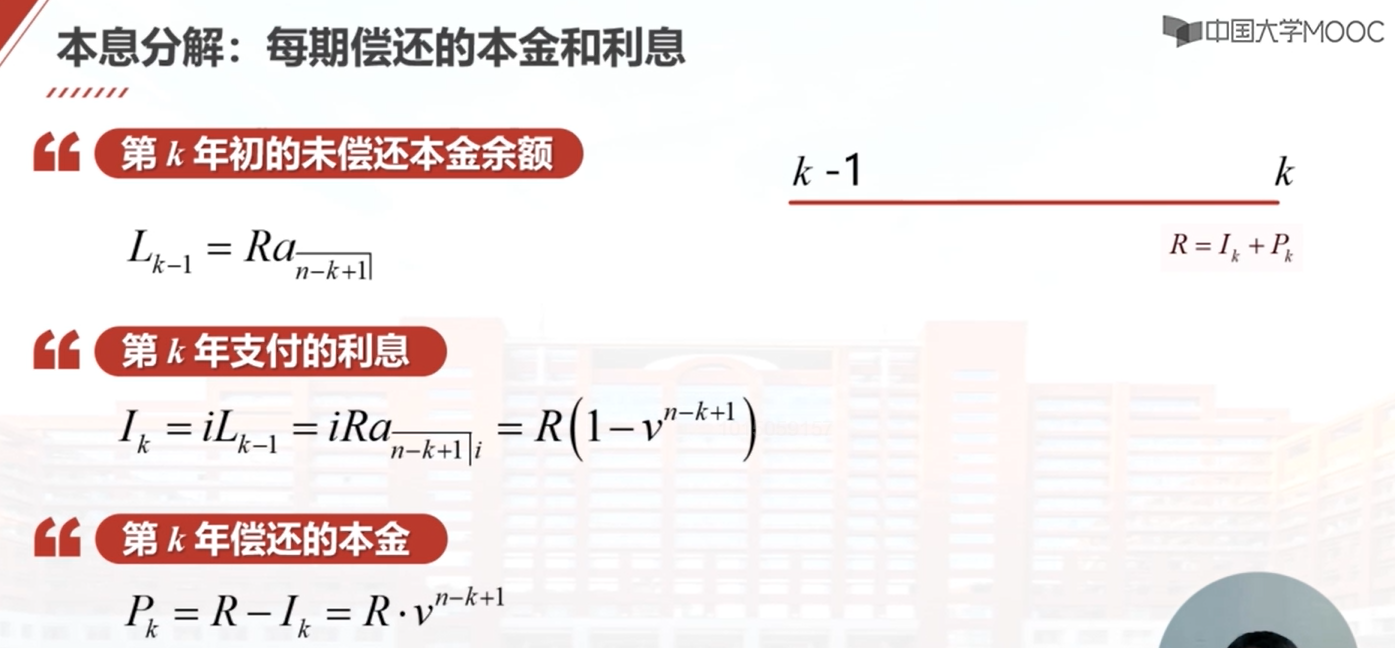 本息分解：每期偿还的本金和利息
中国大学MOOC
第 k 年初的未偿还本金余额
k -1 k
L_{k-1} = Ra_{\overline{n-k+1}|}
R = I_k + P_k
第 k 年支付的利息
I_k = iL_{k-1} = iRa_{\overline{n-k+1}|i} = R(1-v^{n-k+1})
第 k 年偿还的本金
P_k = R - I_k = R·v^{n-k+1}